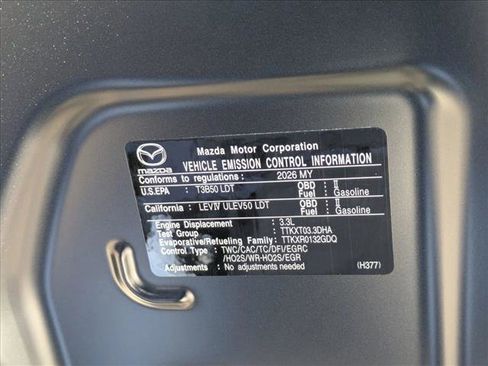 Mazda Motor Corporation
mazda VEHICLE EMISSION CONTROL INFORMATION
Conforms to regulations : 2026 MY
U.S.EPA : T3B50 LDT OBD : II
Fuel : Gasoline
California : LEVIV ULEV50 LDT OBD : II
Fuel : Gasoline
Engine Displacement : 3.3L
Test Group : TTKXT03.3DHA
Evaporative/Refueling Family: TTKXR0132GDQ
Control Type : TWC/CAC/TC/DFI/EGRC
/HO2S/WR-HO2S/EGR
Adjustments : No adjustments needed (H377)